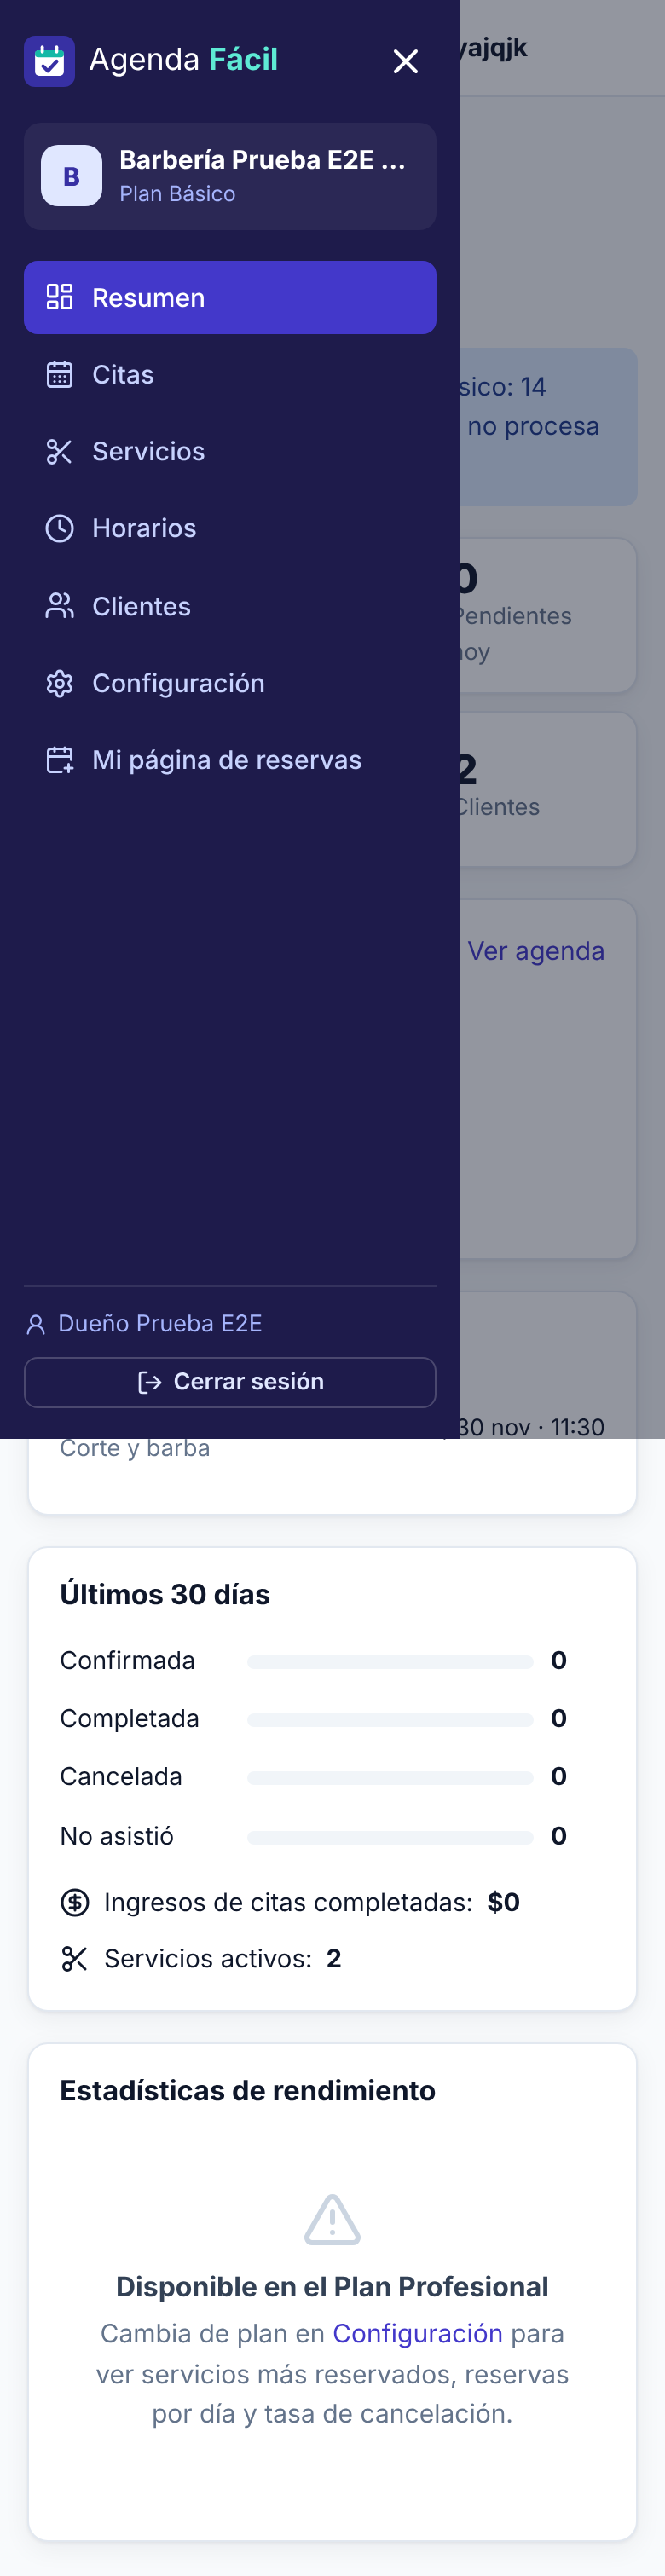 Agenda Fácil
yajqjk
B
Barbería Prueba E2E ...
Plan Básico
Resumen
Citas
sico: 14
Servicios
no procesa
Horarios
0
Clientes
Pendientes
hoy
Configuración
Mi página de reservas
2
Clientes
Ver agenda
Dueño Prueba E2E
Cerrar sesión
30 nov · 11:30
Corte y barba
Últimos 30 días
Confirmada 0
Completada 0
Cancelada 0
No asistió 0
Ingresos de citas completadas: $0
Servicios activos: 2
Estadísticas de rendimiento
Disponible en el Plan Profesional
Cambia de plan en Configuración para
ver servicios más reservados, reservas
por día y tasa de cancelación.